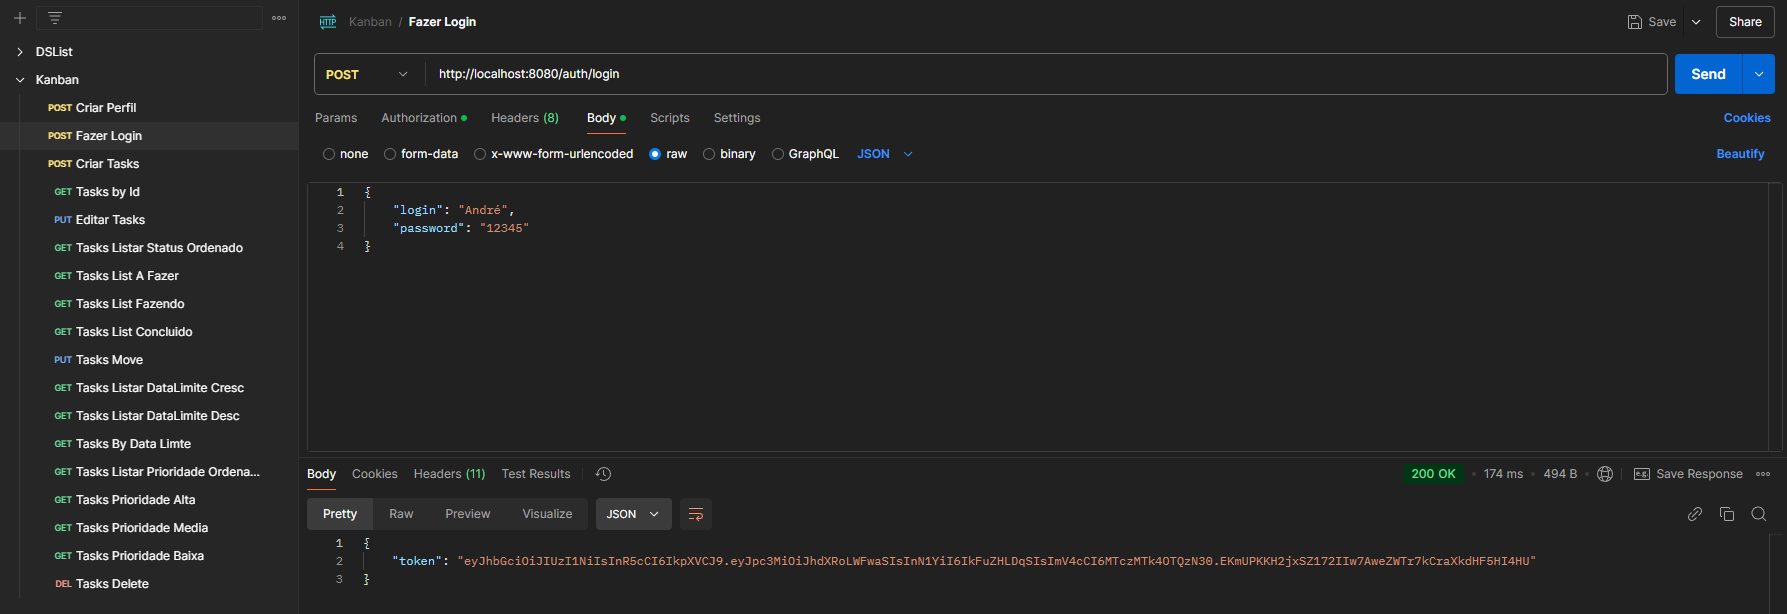 DSList
Kanban
POST Criar Perfil
POST Fazer Login
POST Criar Tasks
GET Tasks by Id
PUT Editar Tasks
GET Tasks Listar Status Ordenado
GET Tasks List A Fazer
GET Tasks List Fazendo
GET Tasks List Concluido
PUT Tasks Move
GET Tasks Listar DataLimite Cresc
GET Tasks Listar DataLimite Desc
GET Tasks By Data Limte
GET Tasks Listar Prioridade Ordena...
GET Tasks Prioridade Alta
GET Tasks Prioridade Media
GET Tasks Prioridade Baixa
DEL Tasks Delete
HTTP Kanban / Fazer Login Save Share
POST http://localhost:8080/auth/login Send
Params Authorization Headers (8) Body Scripts Settings Cookies
none form-data x-www-form-urlencoded raw binary GraphQL JSON Beautify
1 {
2 "login": "André",
3 "password": "12345"
4 }
Body Cookies Headers (11) Test Results 200 OK • 174 ms • 494 B • e.g. Save Response
Pretty Raw Preview Visualize JSON
1 {
2 "token": "eyJhbGciOiJIUzI1NiIsInR5cCI6IkpXVCJ9.eyJpc3MiOiJhdXRoLWFwaSIsInN1YiI6IkFuZHLDqSIsImV4cCI6MTczMTk4OTQzN30.EKmUPKKH2jxSZ172IIw7AweZWTr7kCraXkdHF5HI4HU"
3 }